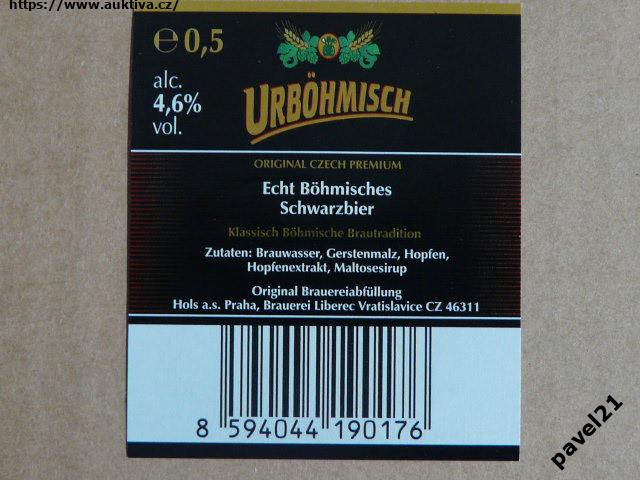 https://www.auktiva.cz/
℮ 0,5
alc.
4,6%
vol.
URBÖHMISCH
ORIGINAL CZECH PREMIUM
Echt Böhmisches
Schwarzbier
Klassisch Böhmische Brautradition
Zutaten: Brauwasser, Gerstenmalz, Hopfen,
Hopfenextrakt, Maltosesirup
Original Brauereiabfüllung
Hols a.s. Praha, Brauerei Liberec Vratislavice CZ 46311
8 594044 190176
pavel21